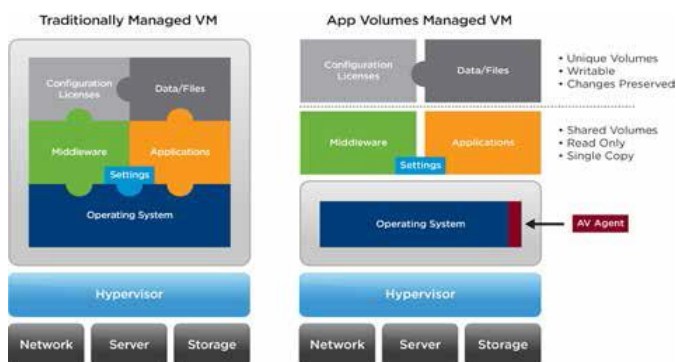 Traditionally Managed VM
Configuration
Licenses
Data/Files
Middleware
Applications
Settings
Operating System
Hypervisor
Network
Server
Storage
App Volumes Managed VM
Configuration
Licenses
Data/Files
• Unique Volumes
• Writable
• Changes Preserved
Middleware
Applications
Settings
• Shared Volumes
• Read Only
• Single Copy
Operating System
AV Agent
Hypervisor
Network
Server
Storage